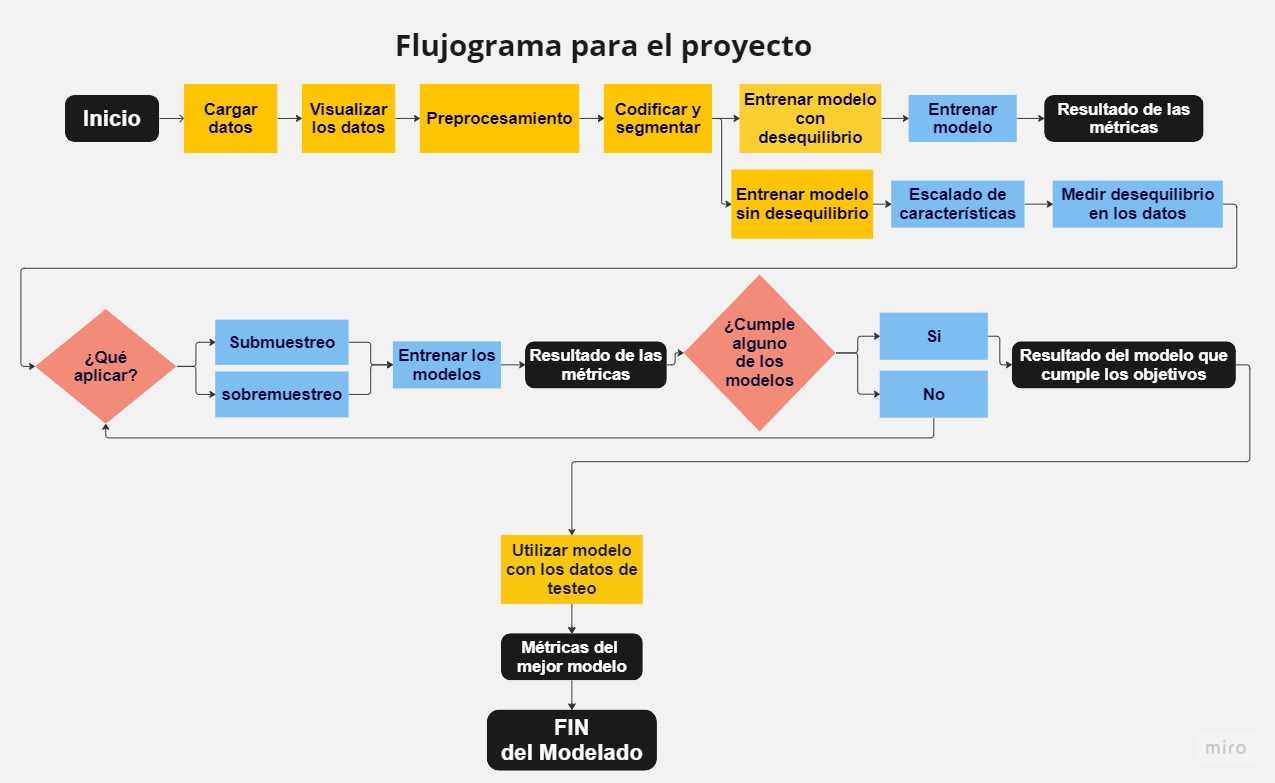 Flujograma para el proyecto
Inicio
Cargar
datos
Visualizar
los datos
Preprocesamiento
Codificar y
segmentar
Entrenar modelo
con
desequilibrio
Entrenar
modelo
Resultado de las
métricas
Entrenar modelo
sin desequilibrio
Escalado de
características
Medir desequilibrio
en los datos
¿Qué
aplicar?
Submuestreo
sobremuestreo
Entrenar los
modelos
Resultado de las
métricas
¿Cumple
alguno
de los
modelos
Si
No
Resultado del modelo que
cumple los objetivos
Utilizar modelo
con los datos de
testeo
Métricas del
mejor modelo
FIN
del Modelado
miro